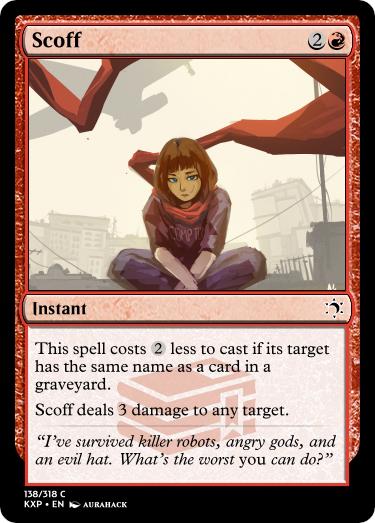 Scoff
2
Instant
This spell costs 2 less to cast if its target
has the same name as a card in a
graveyard.
Scoff deals 3 damage to any target.
“I’ve survived killer robots, angry gods, and
an evil hat. What’s the worst you can do?”
138/318 C
KXP • EN AURAHACK